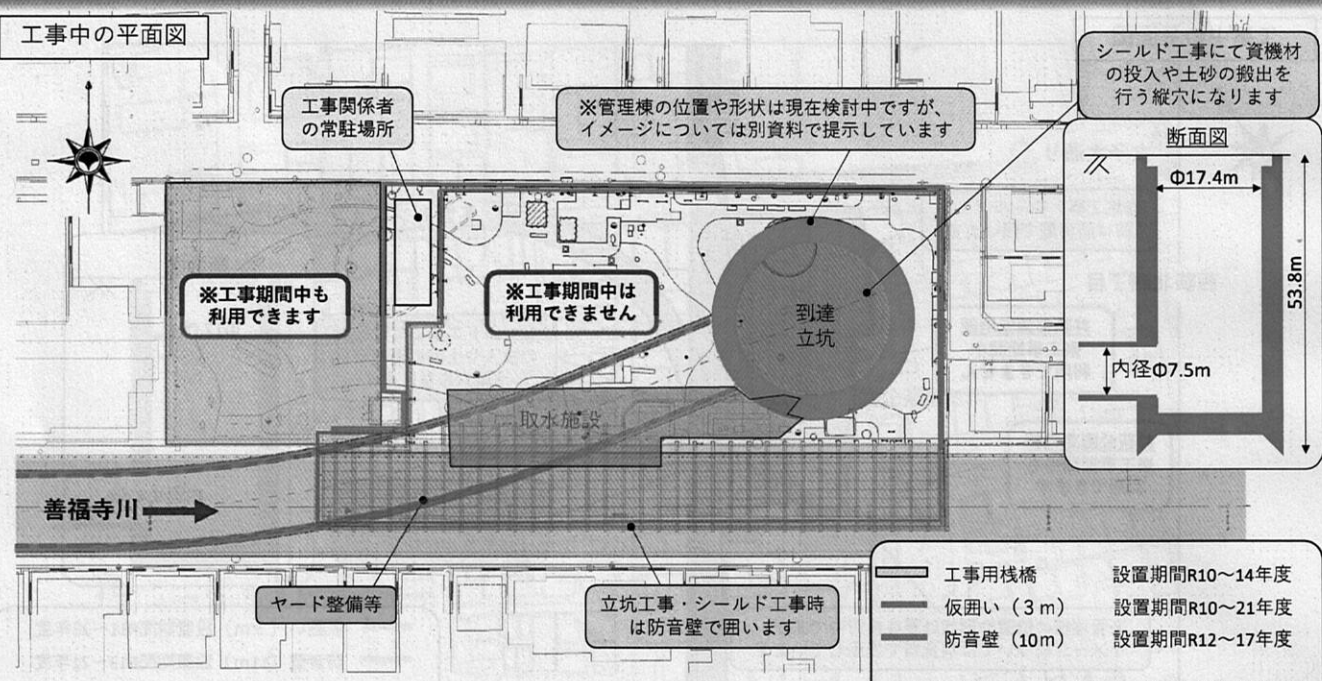 工事中の平面図
工事関係者
の常駐場所
※管理棟の位置や形状は現在検討中ですが、
イメージについては別資料で提示しています
シールド工事にて資機材
の投入や土砂の搬出を
行う縦穴になります
断面図
Φ17.4m
53.8m
内径Φ7.5m
※工事期間中も
利用できます
※工事期間中は
利用できません
到達
立坑
取水施設
善福寺川
ヤード整備等
立坑工事・シールド工事時
は防音壁で囲います
工事用桟橋 設置期間R10～14年度
仮囲い（３ｍ） 設置期間R10～21年度
防音壁（10ｍ） 設置期間R12～17年度